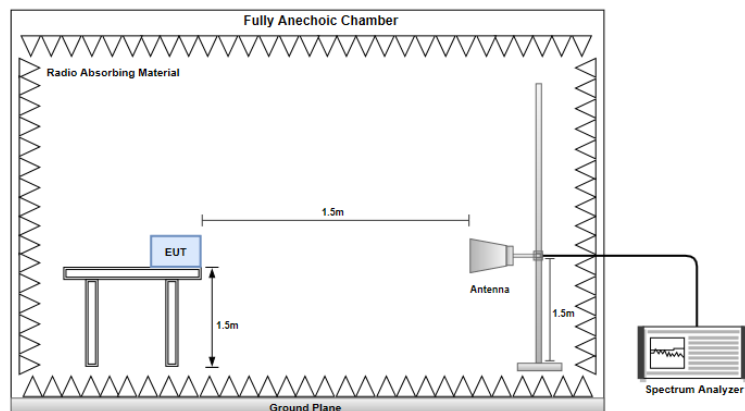 Fully Anechoic Chamber
Radio Absorbing Material
1.5m
EUT
Antenna
1.5m
1.5m
Spectrum Analyzer
Ground Plane